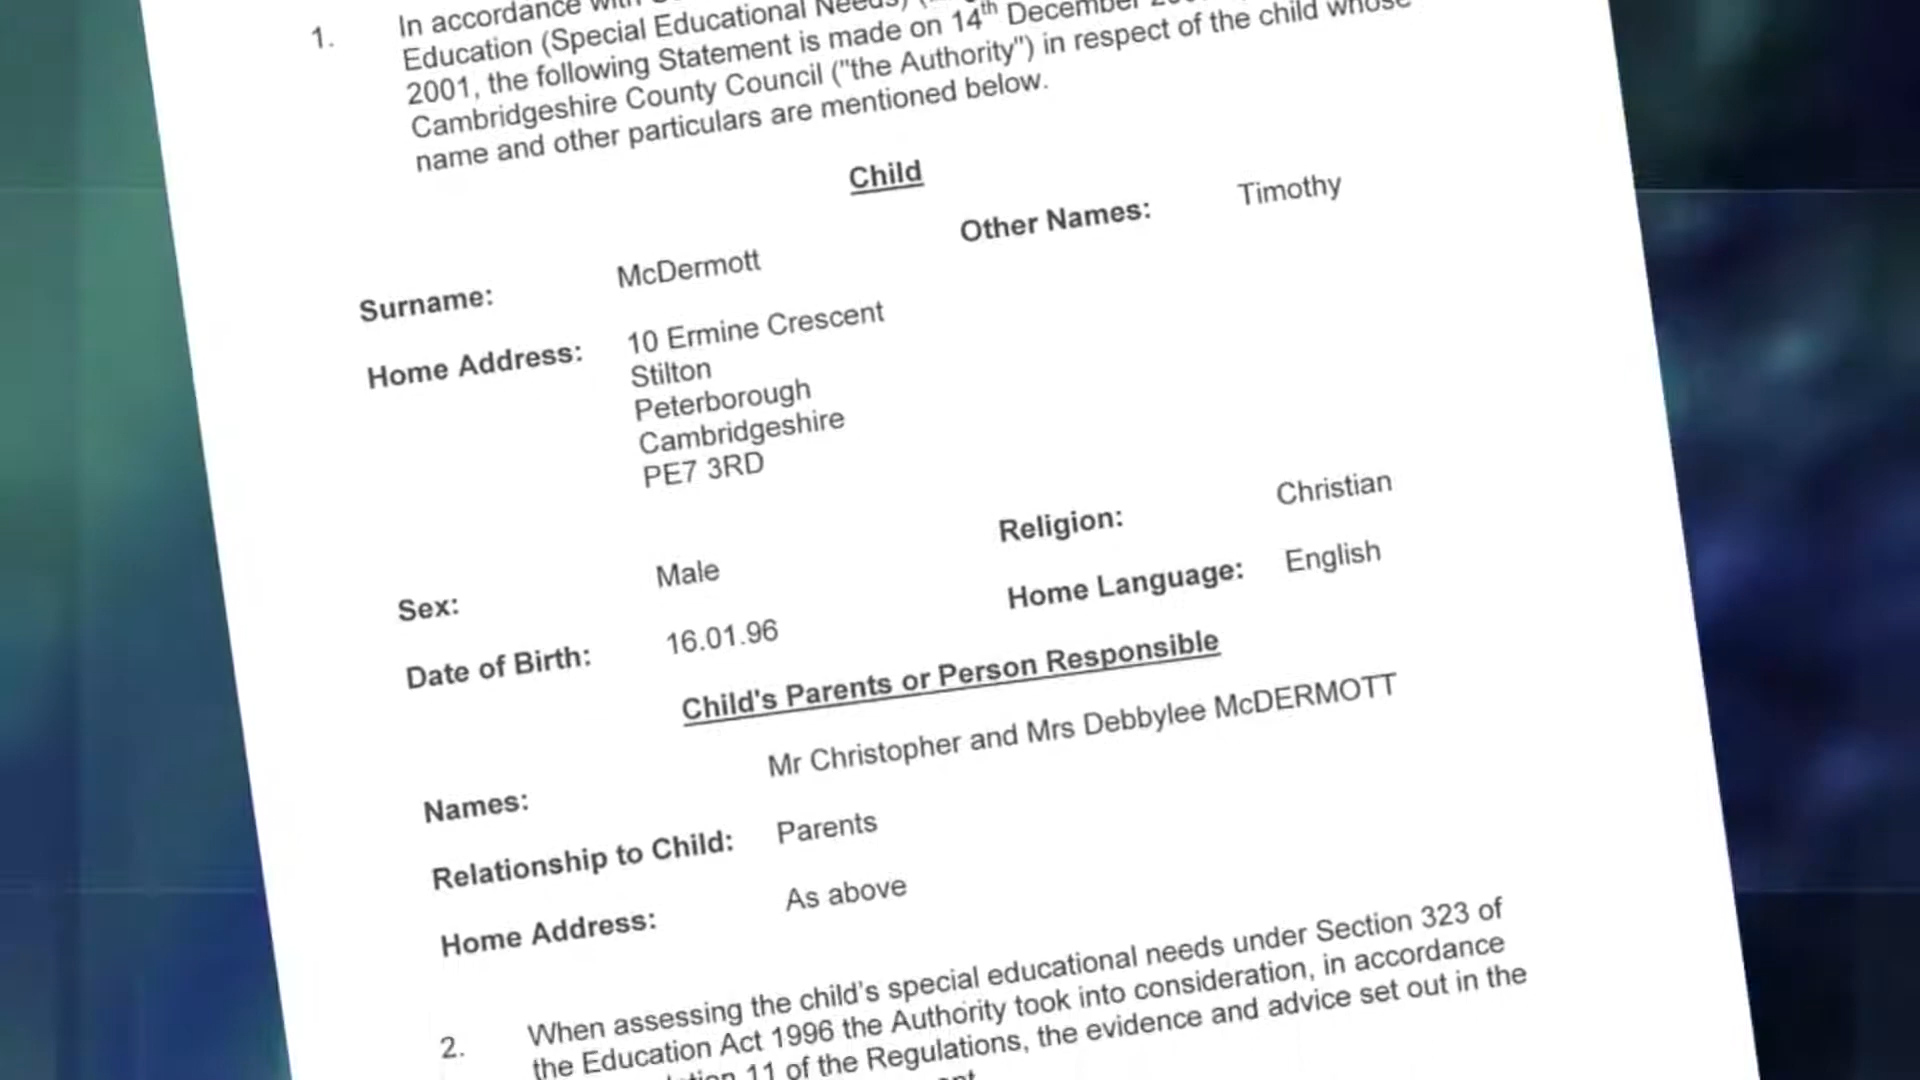 1. In accordance with
Education (Special Educational Needs)
2001, the following Statement is made on 14th December
Cambridgeshire County Council ("the Authority") in respect of the child whose
name and other particulars are mentioned below.
Child
Surname: McDermott Other Names: Timothy
Home Address: 10 Ermine Crescent
Stilton
Peterborough
Cambridgeshire
PE7 3RD
Sex: Male Religion: Christian
Date of Birth: 16.01.96 Home Language: English
Child's Parents or Person Responsible
Names: Mr Christopher and Mrs Debbylee McDERMOTT
Relationship to Child: Parents
Home Address: As above
2. When assessing the child's special educational needs under Section 323 of
the Education Act 1996 the Authority took into consideration, in accordance
11 of the Regulations, the evidence and advice set out in the